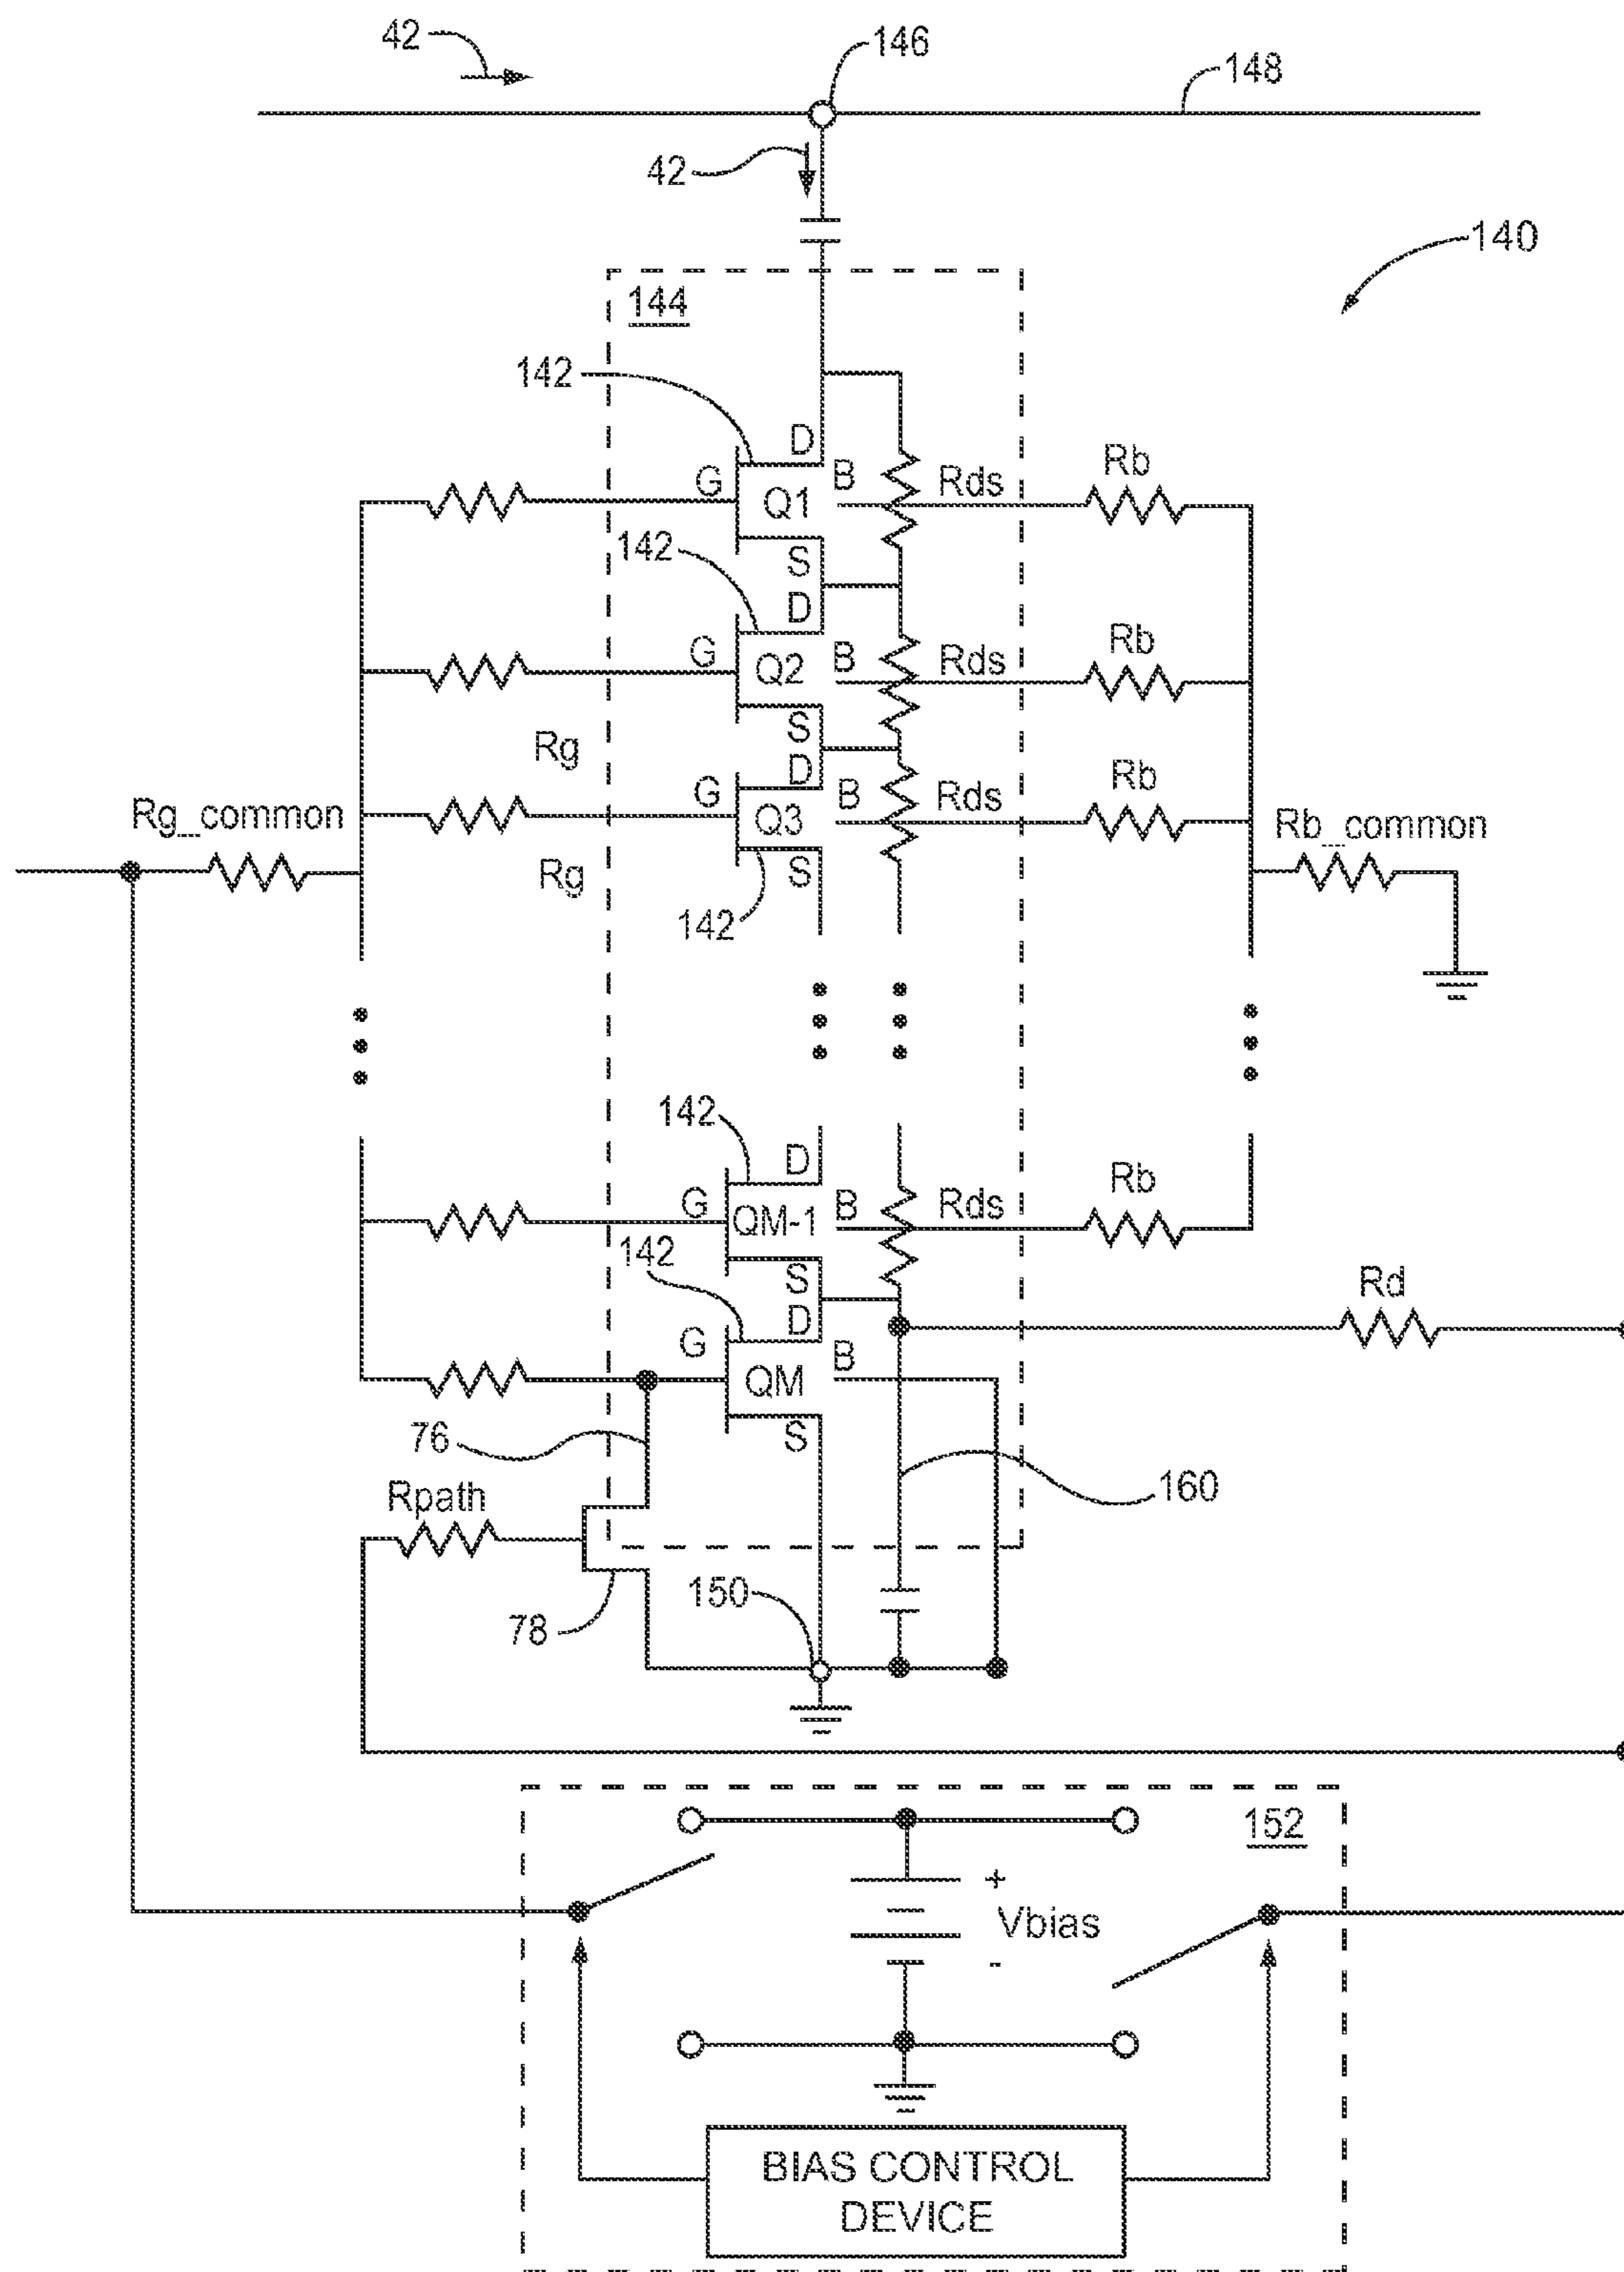 42
146
148
42
140
144
142
D
B
Rds
Rb
G
Q1
142
S
D
Rb
G
Q2
B
Rds
S
Rg
D
Rb
G
B
Rds
Q3
Rg_common
Rb_common
Rg
S
142
142
D
Rb
G
QM-1
B
Rds
142
S
Rd
D
G
B
QM
76
S
Rpath
160
150
78
152
+
Vbias
-
BIAS CONTROL
DEVICE